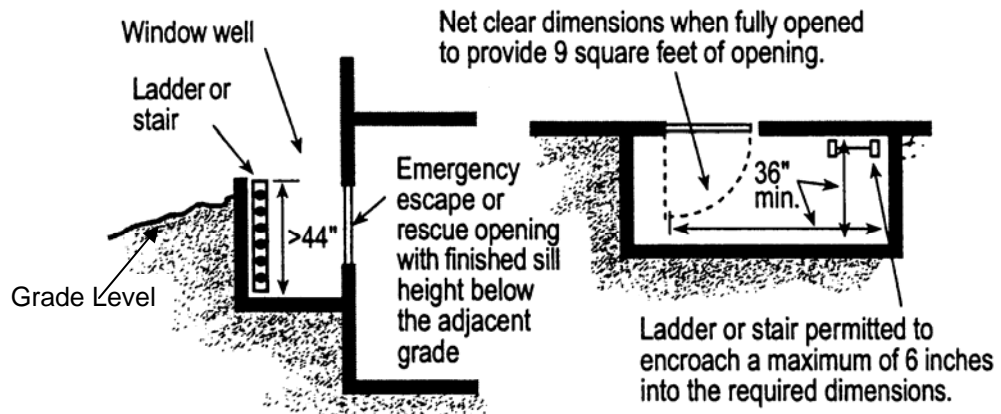 Window well
Ladder or
stair
>44"
Grade Level
Emergency
escape or
rescue opening
with finished sill
height below
the adjacent
grade
Net clear dimensions when fully opened
to provide 9 square feet of opening.
36"
min.
Ladder or stair permitted to
encroach a maximum of 6 inches
into the required dimensions.